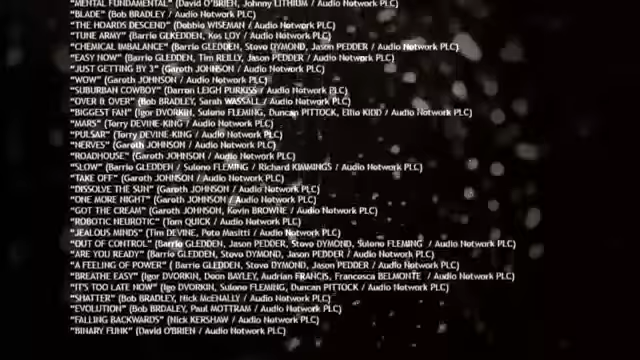 "MENTAL FUNDAMENTAL" (David O'BRIEN, Johnny LITHIUM / Audio Network PLC)
"BLADE" (Bob BRADLEY / Audio Network PLC)
"THE HOARDS DESCEND" (Debbie WISEMAN / Audio Network PLC)
"TUNE ARMY" (Barrie GLKEDDEN, Kes LOY / Audio Network PLC)
"CHEMICAL IMBALANCE" (Barrie GLEDDEN, Steve DYMOND, Jason PEDDER / Audio Network PLC)
"EASY NOW" (Barrie GLEDDEN, Tim REILLY, Jason PEDDER / Audio Network PLC)
"JUST GETTING BY 3" (Gareth JOHNSON / Audio Network PLC)
"WOW" (Gareth JOHNSON / Audio Network PLC)
"SUBURBAN COWBOY" (Darren LEIGH PURKISS / Audio Network PLC)
"OVER & OVER" (Bob BRADLEY, Sarah WASSALL / Audio Network PLC)
"BIGGEST FAN" (Igor DVORKIN, Sulene FLEMING, Duncan PITTOCK, Ellie KIDD / Audio Network PLC)
"MARS" (Terry DEVINE-KING / Audio Network PLC)
"PULSAR" (Terry DEVINE-KING / Audio Network PLC)
"NERVES" (Gareth JOHNSON / Audio Network PLC)
"ROADHOUSE" (Gareth JOHNSON / Audio Network PLC)
"SLOW" (Barrie GLEDDEN / Sulene FLEMING / Richard KIMMINGS / Audio Network PLC)
"TAKE OFF" (Gareth JOHNSON / Audio Network PLC)
"DISSOLVE THE SUN" (Gareth JOHNSON / Audio Network PLC)
"ONE MORE NIGHT" (Gareth JOHNSON / Audio Network PLC)
"GOT THE CREAM" (Gareth JOHNSON, Kevin BROWNE / Audio Network PLC)
"ROBOTIC NEUROTIC" (Tom QUICK / Audio Network PLC)
"JEALOUS MINDS" (Tim DEVINE, Pete Masitti / Audio Network PLC)
"OUT OF CONTROL" (Barrie GLEDDEN, Jason PEDDER, Steve DYMOND, Sulene FLEMING / Audio Network PLC)
"ARE YOU READY" (Barrie GLEDDEN, Steve DYMOND, Jason PEDDER / Audio Network PLC)
"A FEELING OF POWER" ( Barrie GLEDDEN, Steve DYMOND, Jason PEDDER / Audio Network PLC)
"BREATHE EASY" (Igor DVORKIN, Deon BAYLEY, Audrian FRANCIS, Francesca BELMONTE / Audio Network PLC)
"IT'S TOO LATE NOW" (Igo DVORKIN, Sulene FLEMING, Duncan PITTOCK / Audio Network PLC)
"SHATTER" (Bob BRADLEY, Nick McENALLY / Audio Network PLC)
"EVOLUTION" (Bob BRDALEY, Paul MOTTRAM / Audio Network PLC)
"FALLING BACKWARDS" (Nick KERSHAW / Audio Network PLC)
"BINARY FUNK" (David O'BRIEN / Audio Network PLC)